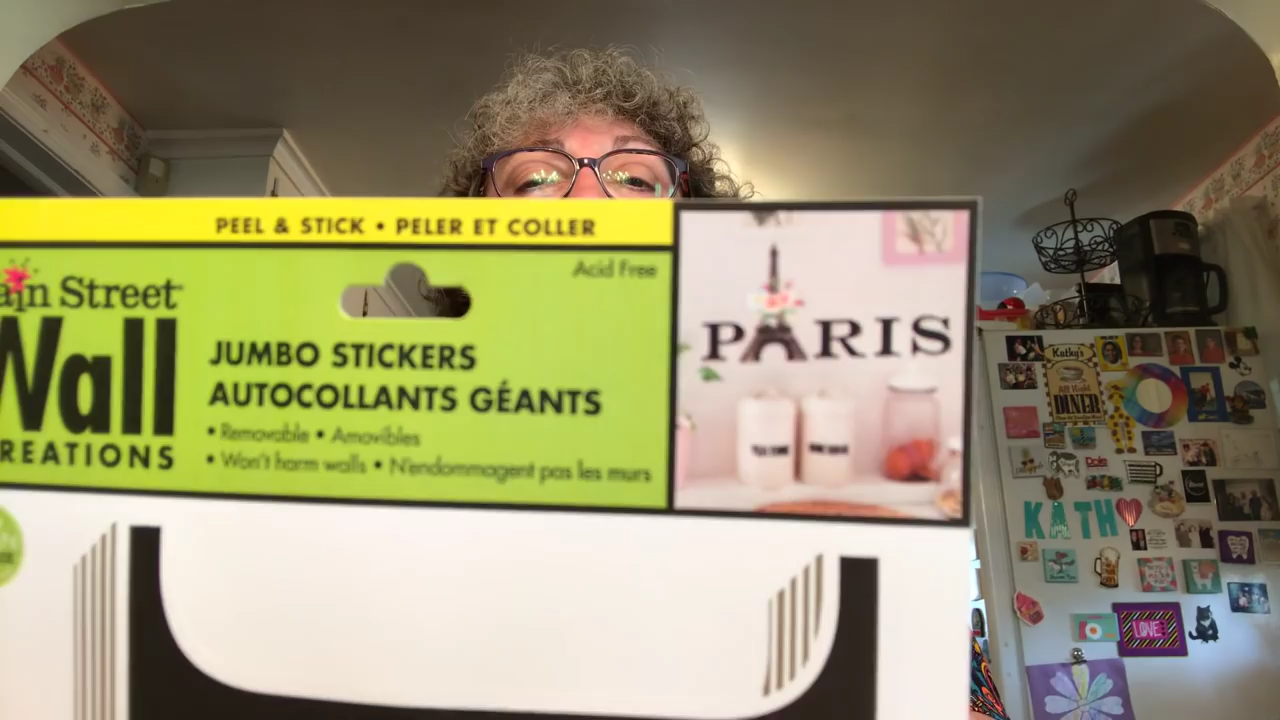 PEEL & STICK • PELER ET COLLER
Acid Free
ain Street
Wall
REATIONS
JUMBO STICKERS
AUTOCOLLANTS GÉANTS
• Removable • Amovibles
• Won't harm walls • N'endommagent pas les murs
PARIS
Kathy's
DINER
KATH
LOVE